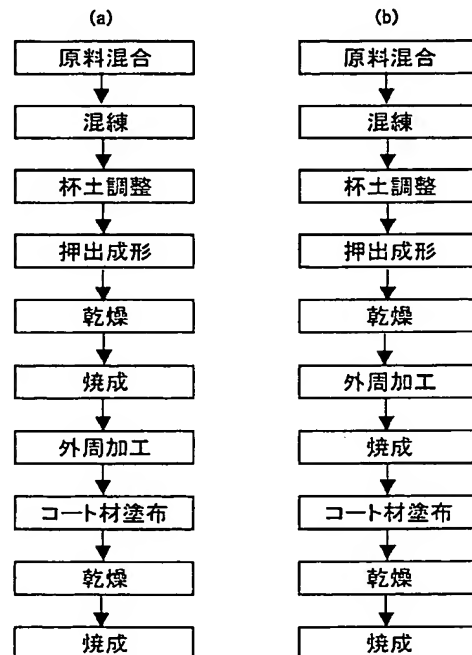 (a)
原料混合
混練
杯土調整
押出成形
乾燥
焼成
外周加工
コート材塗布
乾燥
焼成
(b)
原料混合
混練
杯土調整
押出成形
乾燥
外周加工
焼成
コート材塗布
乾燥
焼成